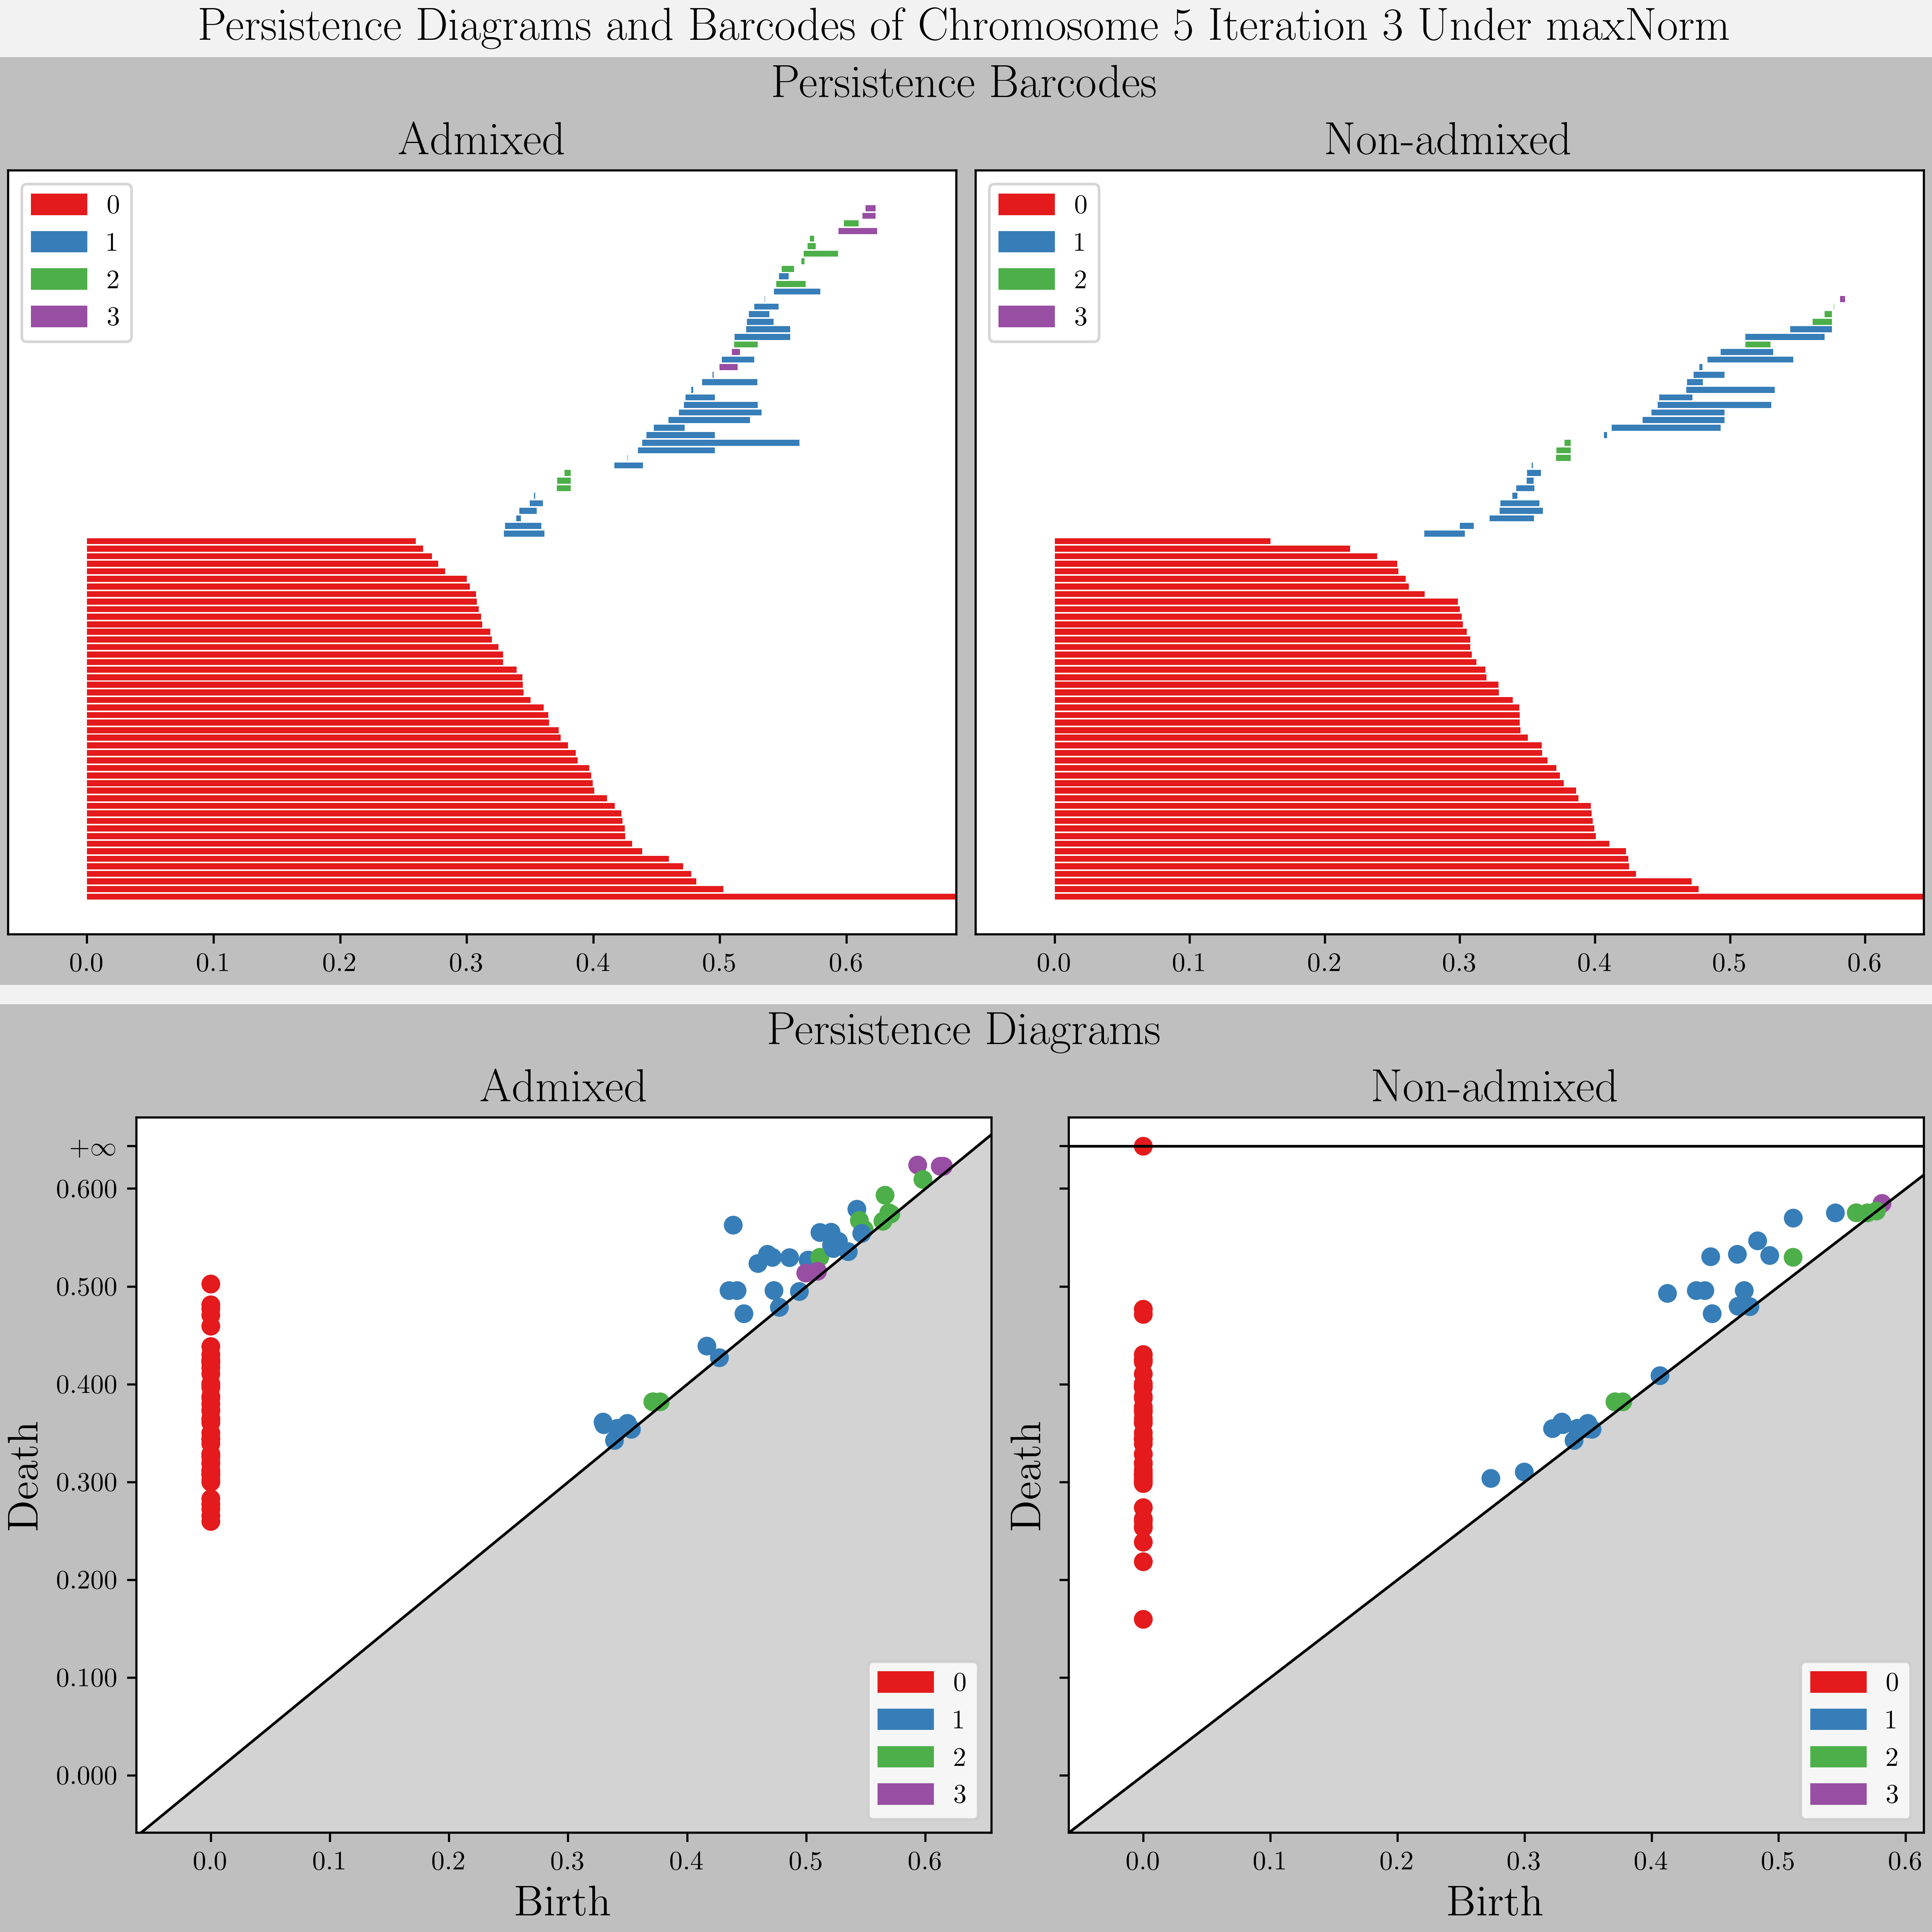 Persistence Diagrams and Barcodes of Chromosome 5 Iteration 3 Under maxNorm
Persistence Barcodes
Admixed
0
1
2
3
0.0 0.1 0.2 0.3 0.4 0.5 0.6
Non-admixed
0
1
2
3
0.0 0.1 0.2 0.3 0.4 0.5 0.6
Persistence Diagrams
Admixed
Death
+∞
0.600
0.500
0.400
0.300
0.200
0.100
0.000
0
1
2
3
0.0 0.1 0.2 0.3 0.4 0.5 0.6
Birth
Non-admixed
Death
0
1
2
3
0.0 0.1 0.2 0.3 0.4 0.5 0.6
Birth